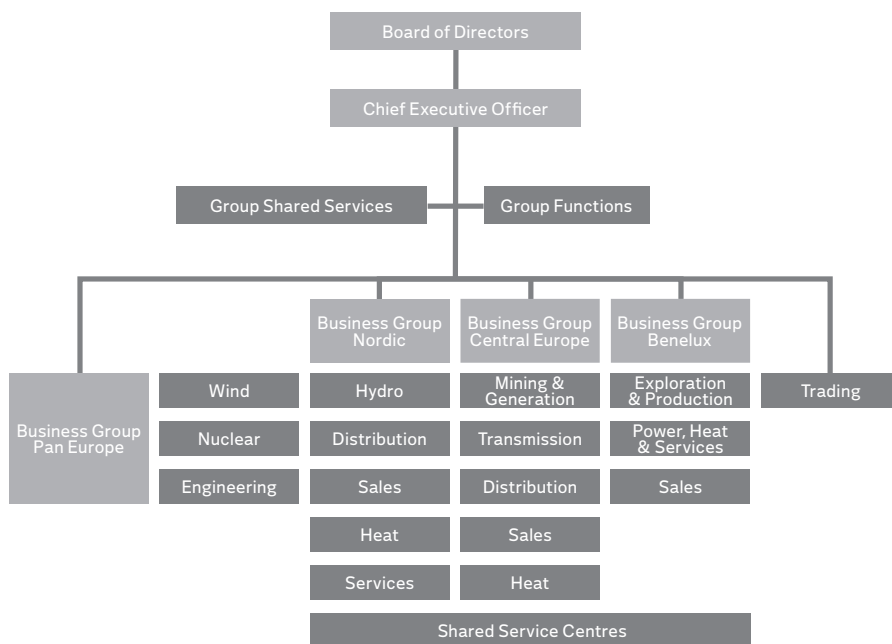 Board of Directors
Chief Executive Officer
Group Shared Services
Group Functions
Business Group
Nordic
Business Group
Central Europe
Business Group
Benelux
Business Group
Pan Europe
Wind
Hydro
Mining &
Generation
Exploration
& Production
Trading
Nuclear
Distribution
Transmission
Power, Heat
& Services
Engineering
Sales
Distribution
Sales
Heat
Sales
Services
Heat
Shared Service Centres